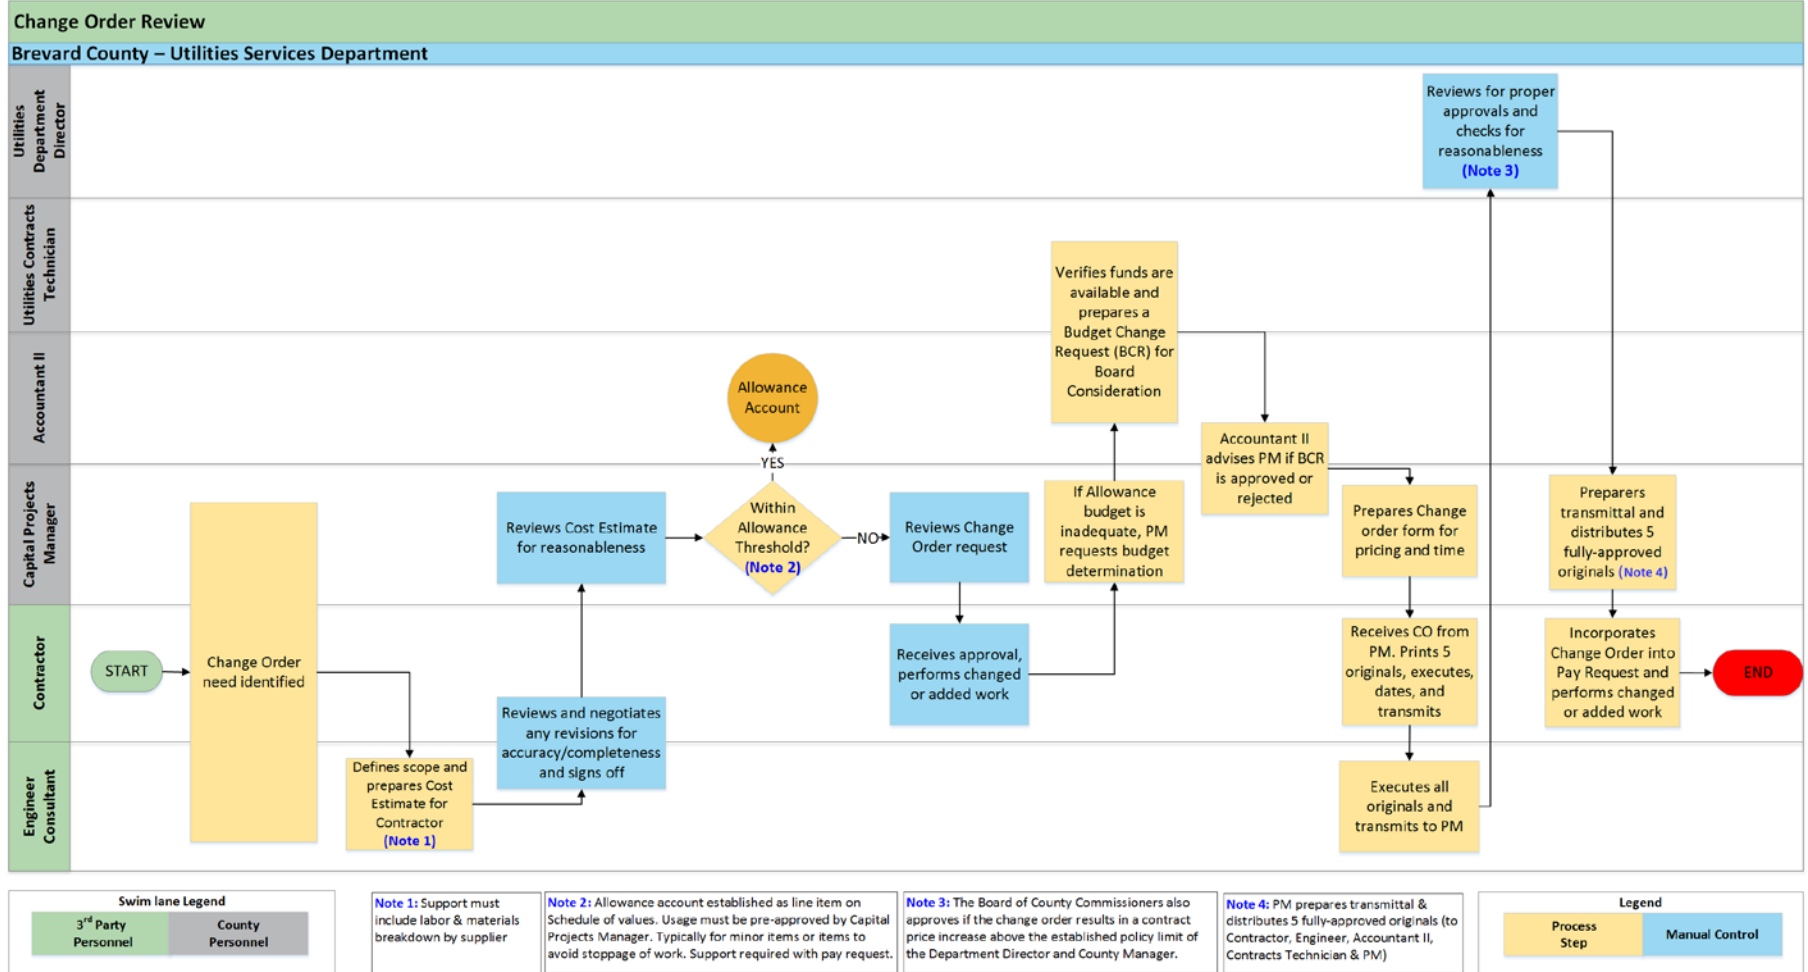 Change Order Review
Brevard County – Utilities Services Department
Utilities
Department
Director
Utilities Contracts
Technician
Accountant II
Capital Projects
Manager
Contractor
Engineer
Consultant
START
Change Order
need identified
Defines scope and
prepares Cost
Estimate for
Contractor
(Note 1)
Reviews and negotiates
any revisions for
accuracy/completeness
and signs off
Reviews Cost Estimate
for reasonableness
Within
Allowance
Threshold?
(Note 2)
YES
Allowance
Account
NO
Reviews Change
Order request
Receives approval,
performs changed
or added work
If Allowance
budget is
inadequate, PM
requests budget
determination
Verifies funds are
available and
prepares a
Budget Change
Request (BCR) for
Board
Consideration
Accountant II
advises PM if BCR
is approved or
rejected
Prepares Change
order form for
pricing and time
Receives CO from
PM. Prints 5
originals, executes,
dates, and
transmits
Executes all
originals and
transmits to PM
Reviews for proper
approvals and
checks for
reasonableness
(Note 3)
Preparers
transmittal and
distributes 5
fully-approved
originals (Note 4)
Incorporates
Change Order into
Pay Request and
performs changed
or added work
END
Swim lane Legend
3rd Party
Personnel
County
Personnel
Note 1: Support must
include labor & materials
breakdown by supplier
Note 2: Allowance account established as line item on
Schedule of values. Usage must be pre-approved by Capital
Projects Manager. Typically for minor items or items to
avoid stoppage of work. Support required with pay request.
Note 3: The Board of County Commissioners also
approves if the change order results in a contract
price increase above the established policy limit of
the Department Director and County Manager.
Note 4: PM prepares transmittal &
distributes 5 fully-approved originals (to
Contractor, Engineer, Accountant II,
Contracts Technician & PM)
Legend
Process
Step
Manual Control